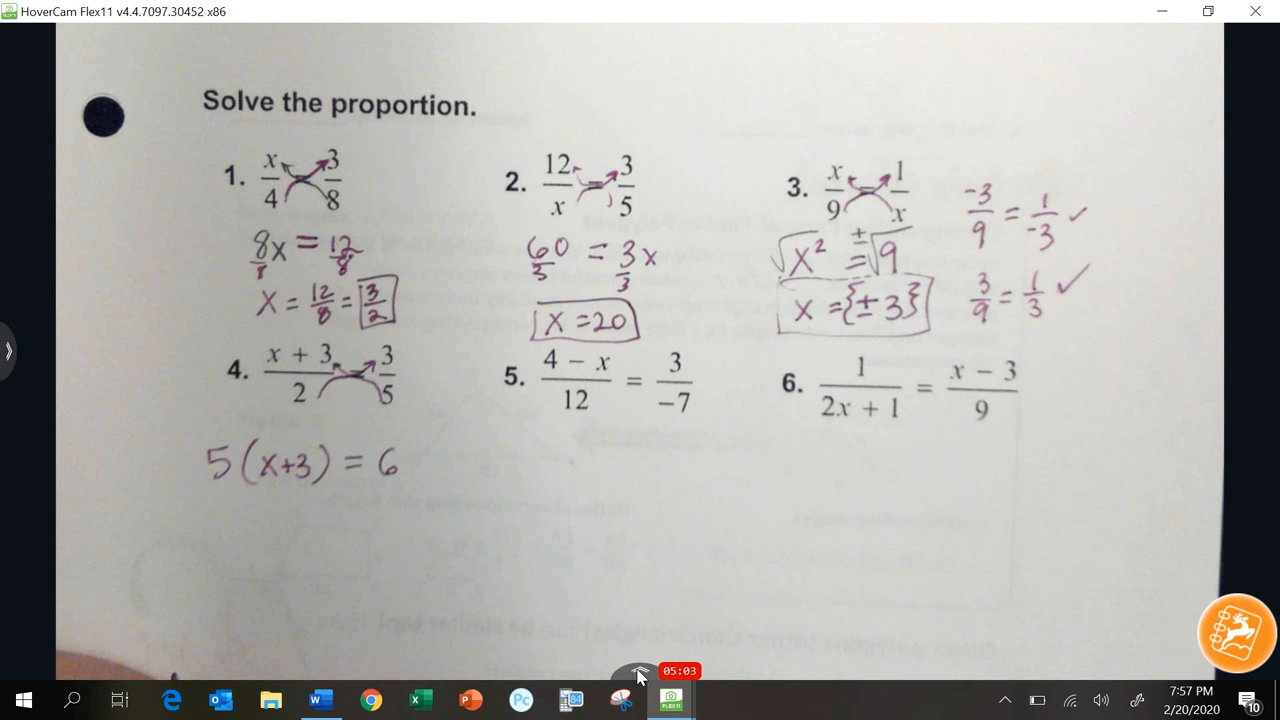 HoverCam Flex11 v4.4.7097.30452 x86
Solve the proportion.
1. x/4 = 3/8
8x/8 = 12/8
x = 12/8 = 3/2
2. 12/x = 3/5
60/3 = 3x/3
x = 20
3. x/9 = 1/x
√x² = ±√9
x = {± 3}
-3/9 = 1/-3 ✓
3/9 = 1/3 ✓
4. x + 3/2 = 3/5
5(x+3) = 6
5. 4 − x/12 = 3/−7
6. 1/2x + 1 = x − 3/9
05:03
Pc
FLEX11
7:57 PM
2/20/2020
10